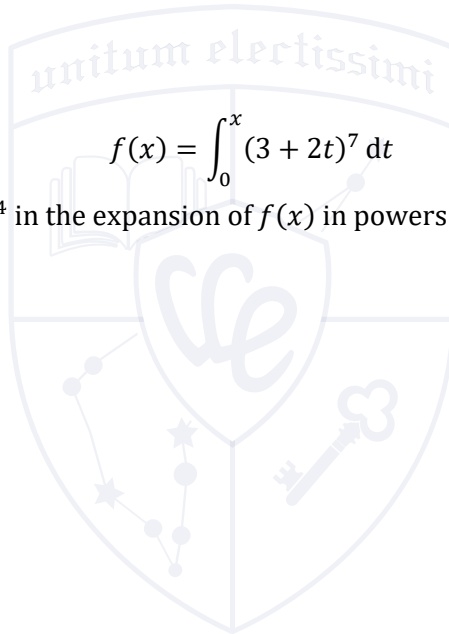 unitum electissimi
f(x) = ∫₀ˣ (3 + 2t)⁷ dt
⁴ in the expansion of f(x) in powers